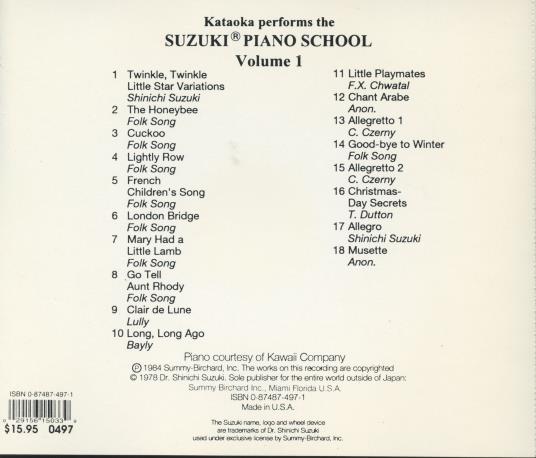 Kataoka performs the
SUZUKI® PIANO SCHOOL
Volume 1
1 Twinkle, Twinkle
Little Star Variations
Shinichi Suzuki
2 The Honeybee
Folk Song
3 Cuckoo
Folk Song
4 Lightly Row
Folk Song
5 French
Children's Song
Folk Song
6 London Bridge
Folk Song
7 Mary Had a
Little Lamb
Folk Song
8 Go Tell
Aunt Rhody
Folk Song
9 Clair de Lune
Lully
10 Long, Long Ago
Bayly
11 Little Playmates
F.X. Chwatal
12 Chant Arabe
Anon.
13 Allegretto 1
C. Czerny
14 Good-bye to Winter
Folk Song
15 Allegretto 2
C. Czerny
16 Christmas-
Day Secrets
T. Dutton
17 Allegro
Shinichi Suzuki
18 Musette
Anon.
Piano courtesy of Kawaii Company
℗ 1984 Summy-Birchard, Inc. The works on this recording are copyrighted
© 1978 Dr. Shinichi Suzuki. Sole publisher for the entire world outside of Japan:
Summy Birchard Inc., Miami Florida U.S.A.
ISBN 0-87487-497-1
Made in U.S.A.
The Suzuki name, logo and wheel device
are trademarks of Dr. Shinichi Suzuki
used under exclusive license by Summy-Birchard, Inc.
ISBN 0-87487-497-1
0 29156 15033 9
$15.95 0497